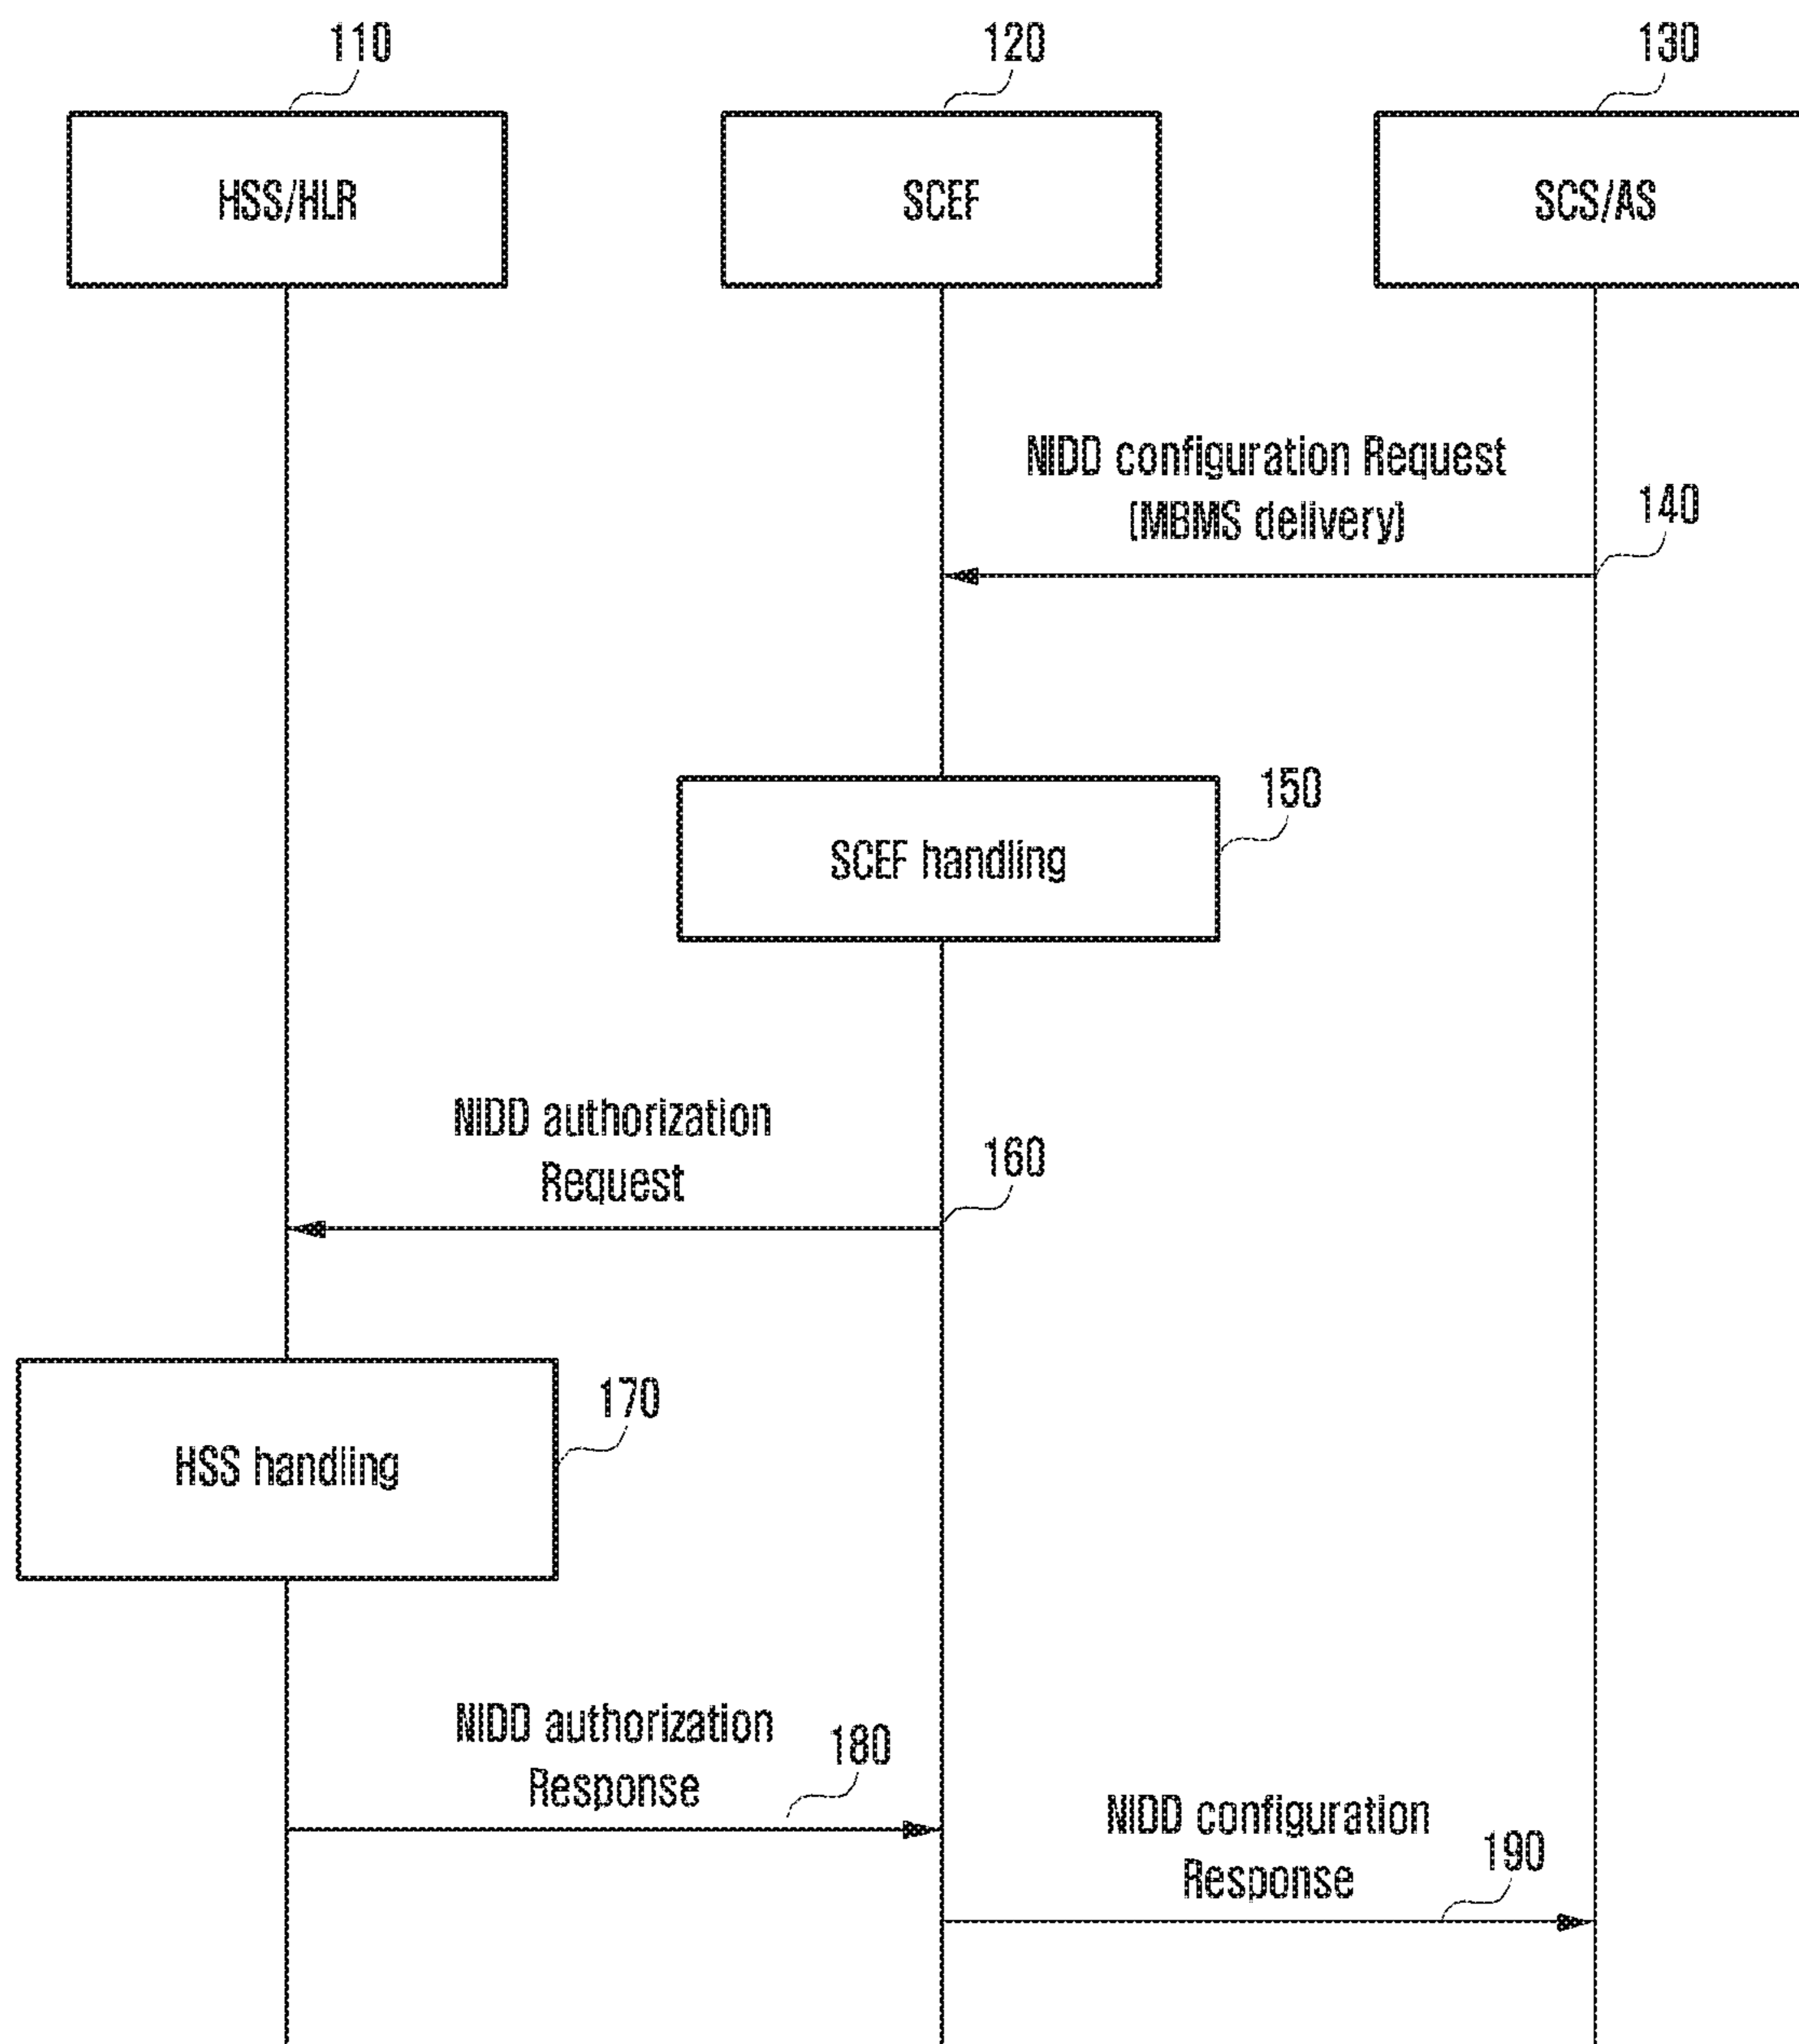 110
120
130
HSS/HLR
SCEF
SCS/AS
NIDD configuration Request
(MBMS delivery)
140
150
SCEF handling
NIDD authorization
Request
160
170
HSS handling
NIDD authorization
Response
180
NIDD configuration
Response
190